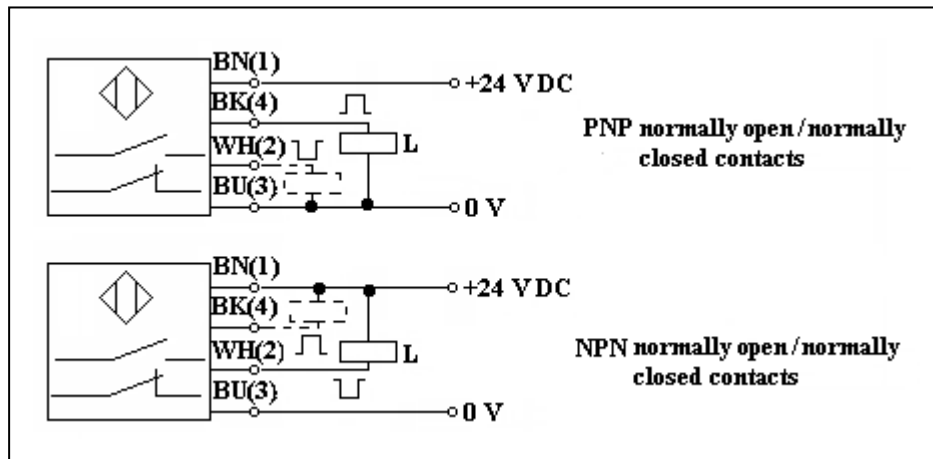 BN(1)
+24 VDC
BK(4)
PNP normally open/normally
closed contacts
WH(2)
L
BU(3)
0 V
BN(1)
+24 VDC
BK(4)
WH(2)
L
NPN normally open/normally
closed contacts
BU(3)
0 V